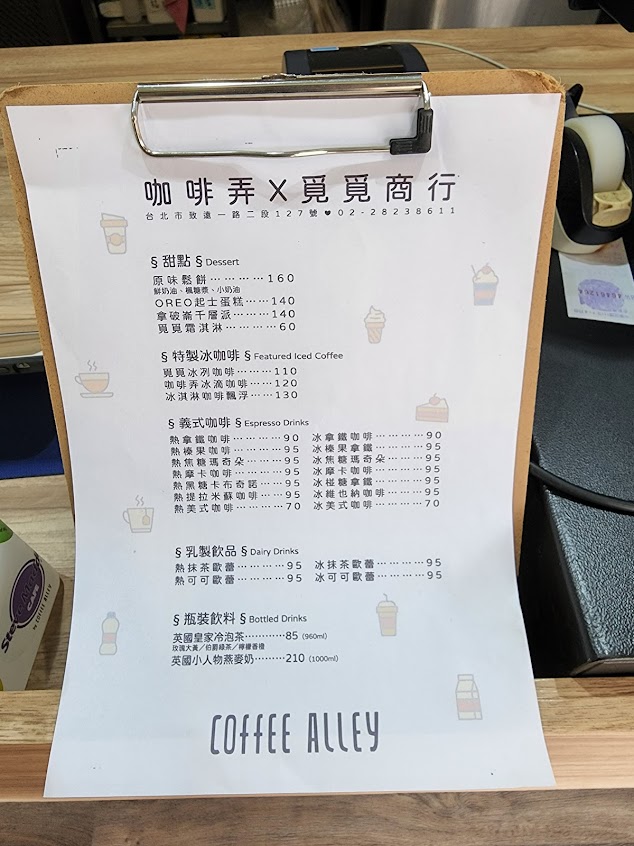 咖啡弄X覓覓商行
台北市致遠一路二段127號♥02-28238611
§ 甜點 § Dessert
原味鬆餅⋯⋯⋯⋯160
鮮奶油、楓糖漿、小奶油
OREO起士蛋糕⋯⋯140
拿破崙千層派⋯⋯⋯140
覓覓霜淇淋⋯⋯⋯⋯60
§ 特製冰咖啡 § Featured Iced Coffee
覓覓冰冽咖啡⋯⋯⋯110
咖啡弄冰滴咖啡⋯⋯120
冰淇淋咖啡飄浮⋯⋯130
§ 義式咖啡 § Espresso Drinks
熱拿鐵咖啡⋯⋯⋯90 冰拿鐵咖啡⋯⋯⋯⋯90
熱榛果咖啡⋯⋯⋯95 冰榛果拿鐵⋯⋯⋯⋯95
熱焦糖瑪奇朵⋯⋯95 冰焦糖瑪奇朵⋯⋯⋯95
熱摩卡咖啡⋯⋯⋯95 冰摩卡咖啡⋯⋯⋯⋯95
熱黑糖卡布奇諾⋯95 冰椪糖拿鐵⋯⋯⋯⋯95
熱提拉米蘇咖啡⋯95 冰維也納咖啡⋯⋯⋯95
熱美式咖啡⋯⋯⋯70 冰美式咖啡⋯⋯⋯⋯70
§ 乳製飲品 § Dairy Drinks
熱抹茶歐蕾⋯⋯⋯95 冰抹茶歐蕾⋯⋯⋯⋯95
熱可可歐蕾⋯⋯⋯95 冰可可歐蕾⋯⋯⋯⋯95
§ 瓶裝飲料 § Bottled Drinks
英國皇家冷泡茶⋯⋯⋯⋯85 (960ml)
玫瑰大黃／伯爵綠茶／檸檬香橙
英國小人物燕麥奶⋯⋯⋯210 (1000ml)
COFFEE ALLEY
COFFEE ALLEY